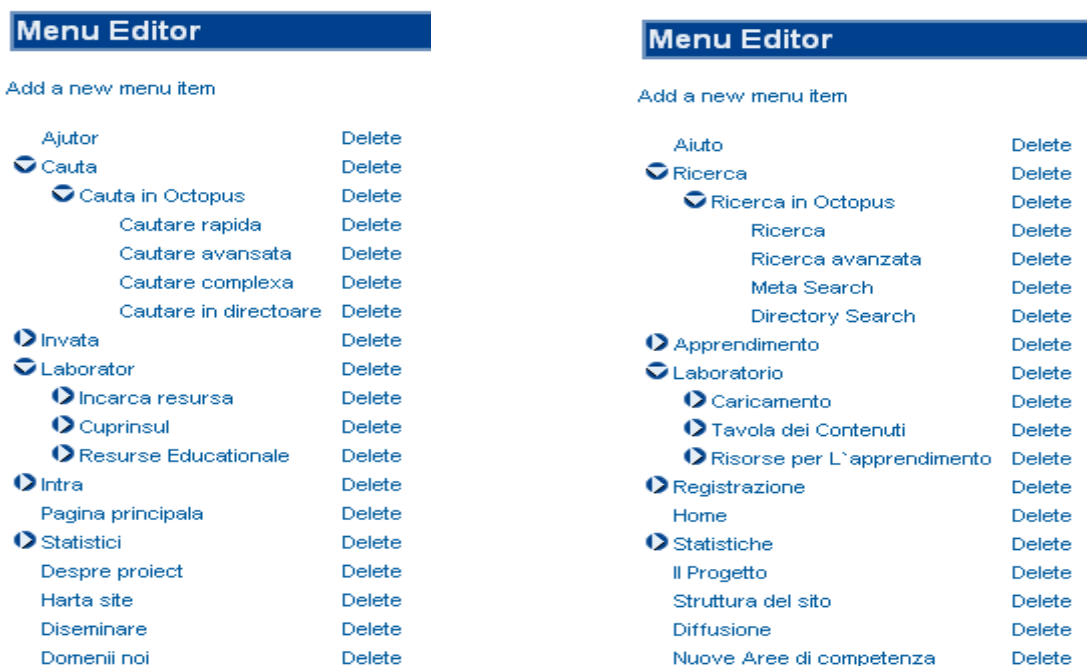 Menu Editor
Add a new menu item
Ajutor Delete
Cauta Delete
Cauta in Octopus Delete
Cautare rapida Delete
Cautare avansata Delete
Cautare complexa Delete
Cautare in directoare Delete
Invata Delete
Laborator Delete
Incarca resursa Delete
Cuprinsul Delete
Resurse Educationale Delete
Intra Delete
Pagina principala Delete
Statistici Delete
Despre proiect Delete
Harta site Delete
Diseminare Delete
Domenii noi Delete
Menu Editor
Add a new menu item
Aiuto Delete
Ricerca Delete
Ricerca in Octopus Delete
Ricerca Delete
Ricerca avanzata Delete
Meta Search Delete
Directory Search Delete
Apprendimento Delete
Laboratorio Delete
Caricamento Delete
Tavola dei Contenuti Delete
Risorse per L`apprendimento Delete
Registrazione Delete
Home Delete
Statistiche Delete
Il Progetto Delete
Struttura del sito Delete
Diffusione Delete
Nuove Aree di competenza Delete